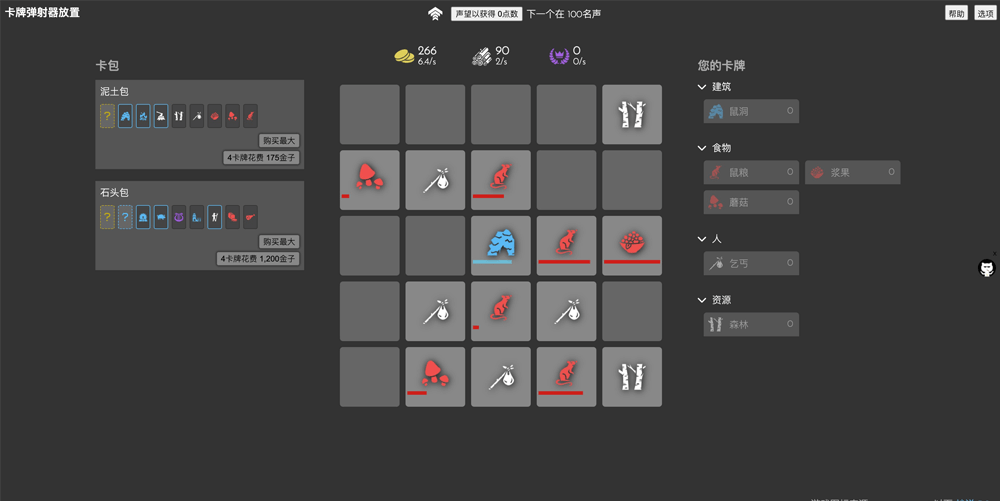 卡牌弹射器放置
声望以获得 0点数 下一个在 100名声
帮助 选项
266
6.4/s
90
2/s
0
0/s
卡包
泥土包
?
购买最大
4卡牌花费 175金子
石头包
? ?
购买最大
4卡牌花费 1,200金子
您的卡牌
建筑
鼠洞 0
食物
鼠粮 0 浆果 0
蘑菇 0
人
乞丐 0
资源
森林 0